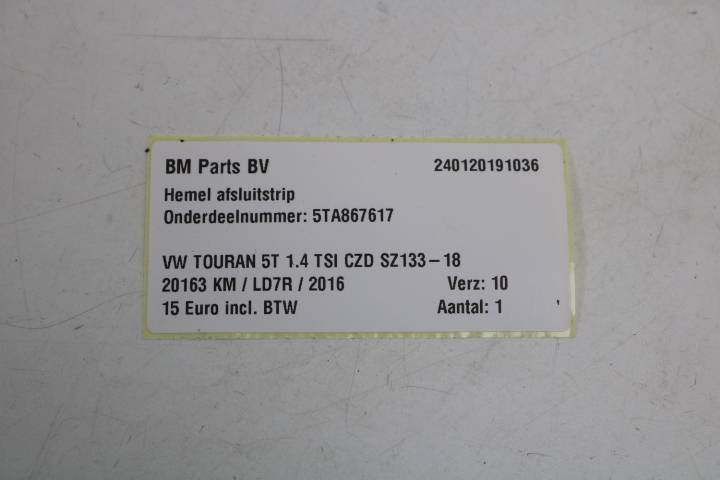 BM Parts BV 240120191036
Hemel afsluitstrip
Onderdeelnummer: 5TA867617
VW TOURAN 5T 1.4 TSI CZD SZ133-18
20163 KM / LD7R / 2016 Verz: 10
15 Euro incl. BTW Aantal: 1